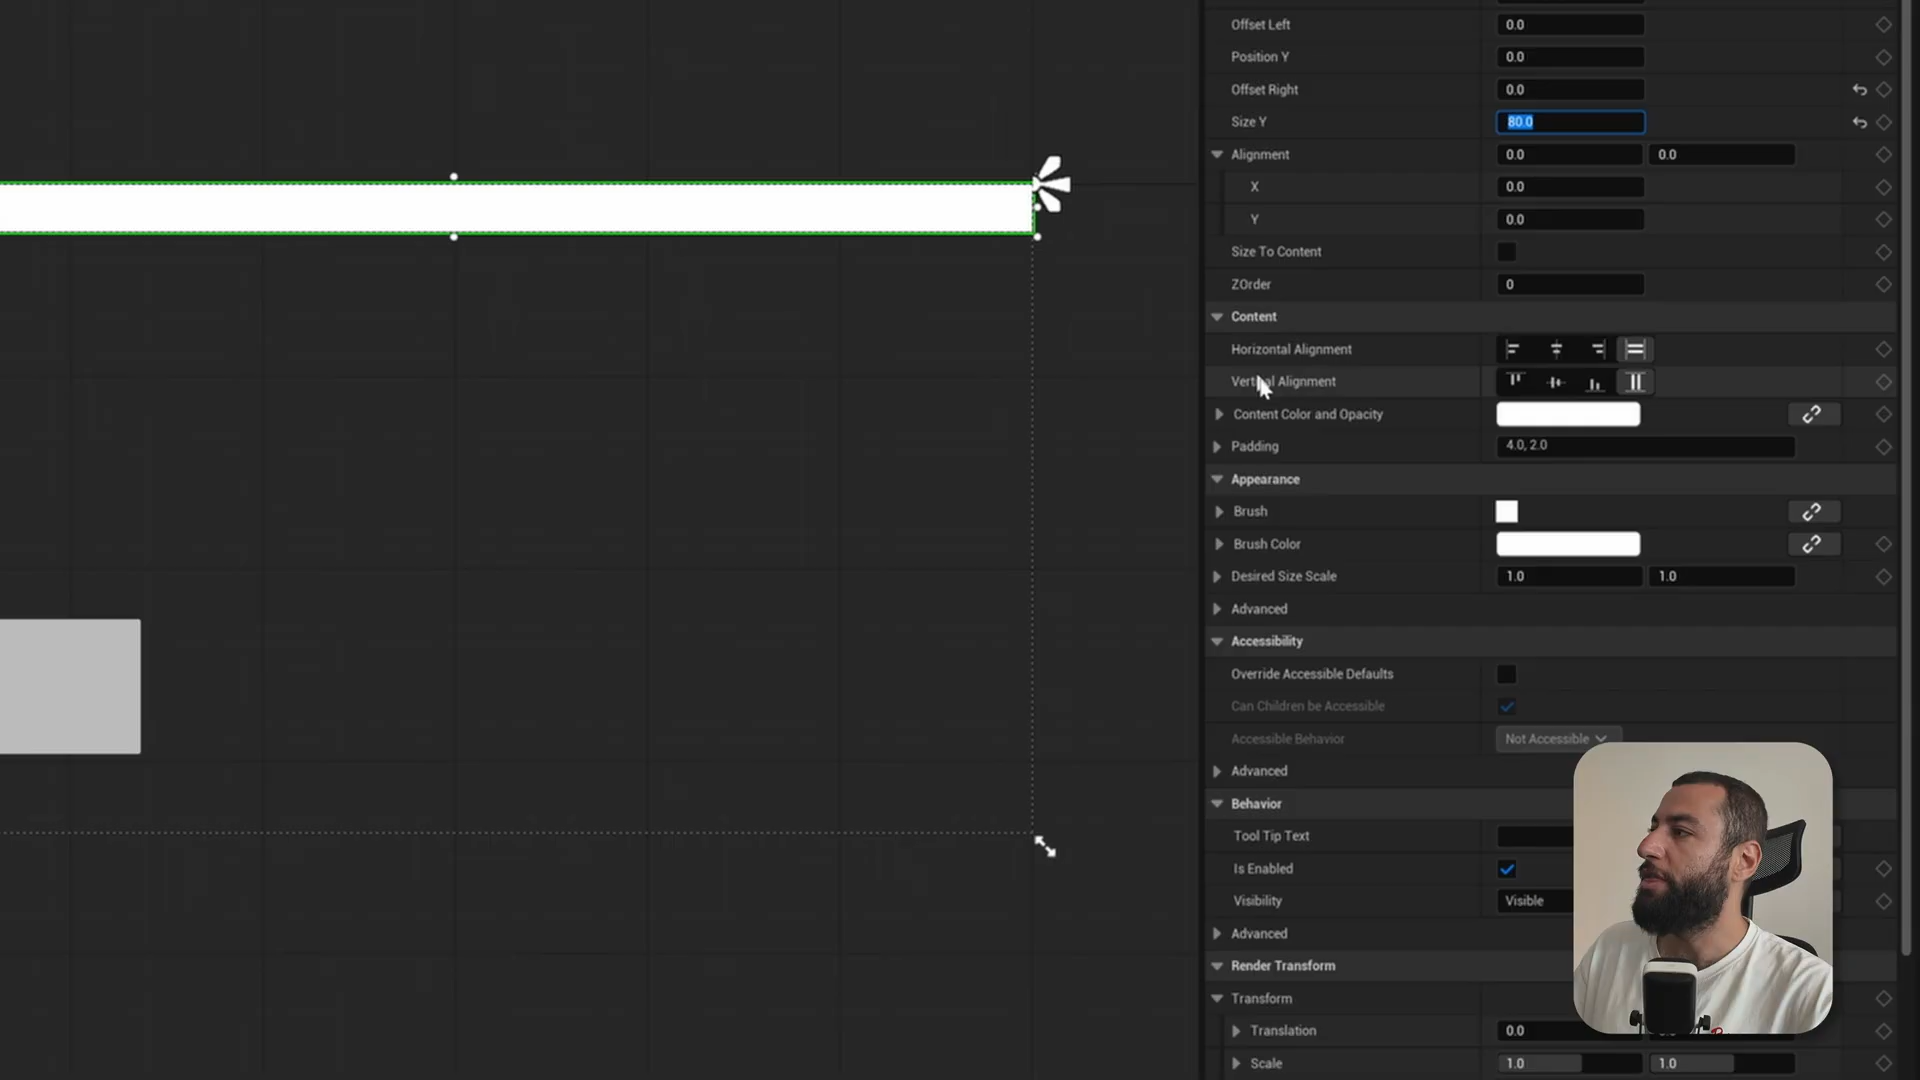 Offset Left 0.0
Position Y 0.0
Offset Right 0.0
Size Y 80.0
Alignment 0.0 0.0
X 0.0
Y 0.0
Size To Content
ZOrder 0
Content
Horizontal Alignment
Vertical Alignment
Content Color and Opacity
Padding 4.0, 2.0
Appearance
Brush
Brush Color
Desired Size Scale 1.0 1.0
Advanced
Accessibility
Override Accessible Defaults
Can Children be Accessible
Accessible Behavior Not Accessible
Advanced
Behavior
Tool Tip Text
Is Enabled
Visibility Visible
Advanced
Render Transform
Transform
Translation 0.0
Scale 1.0 1.0